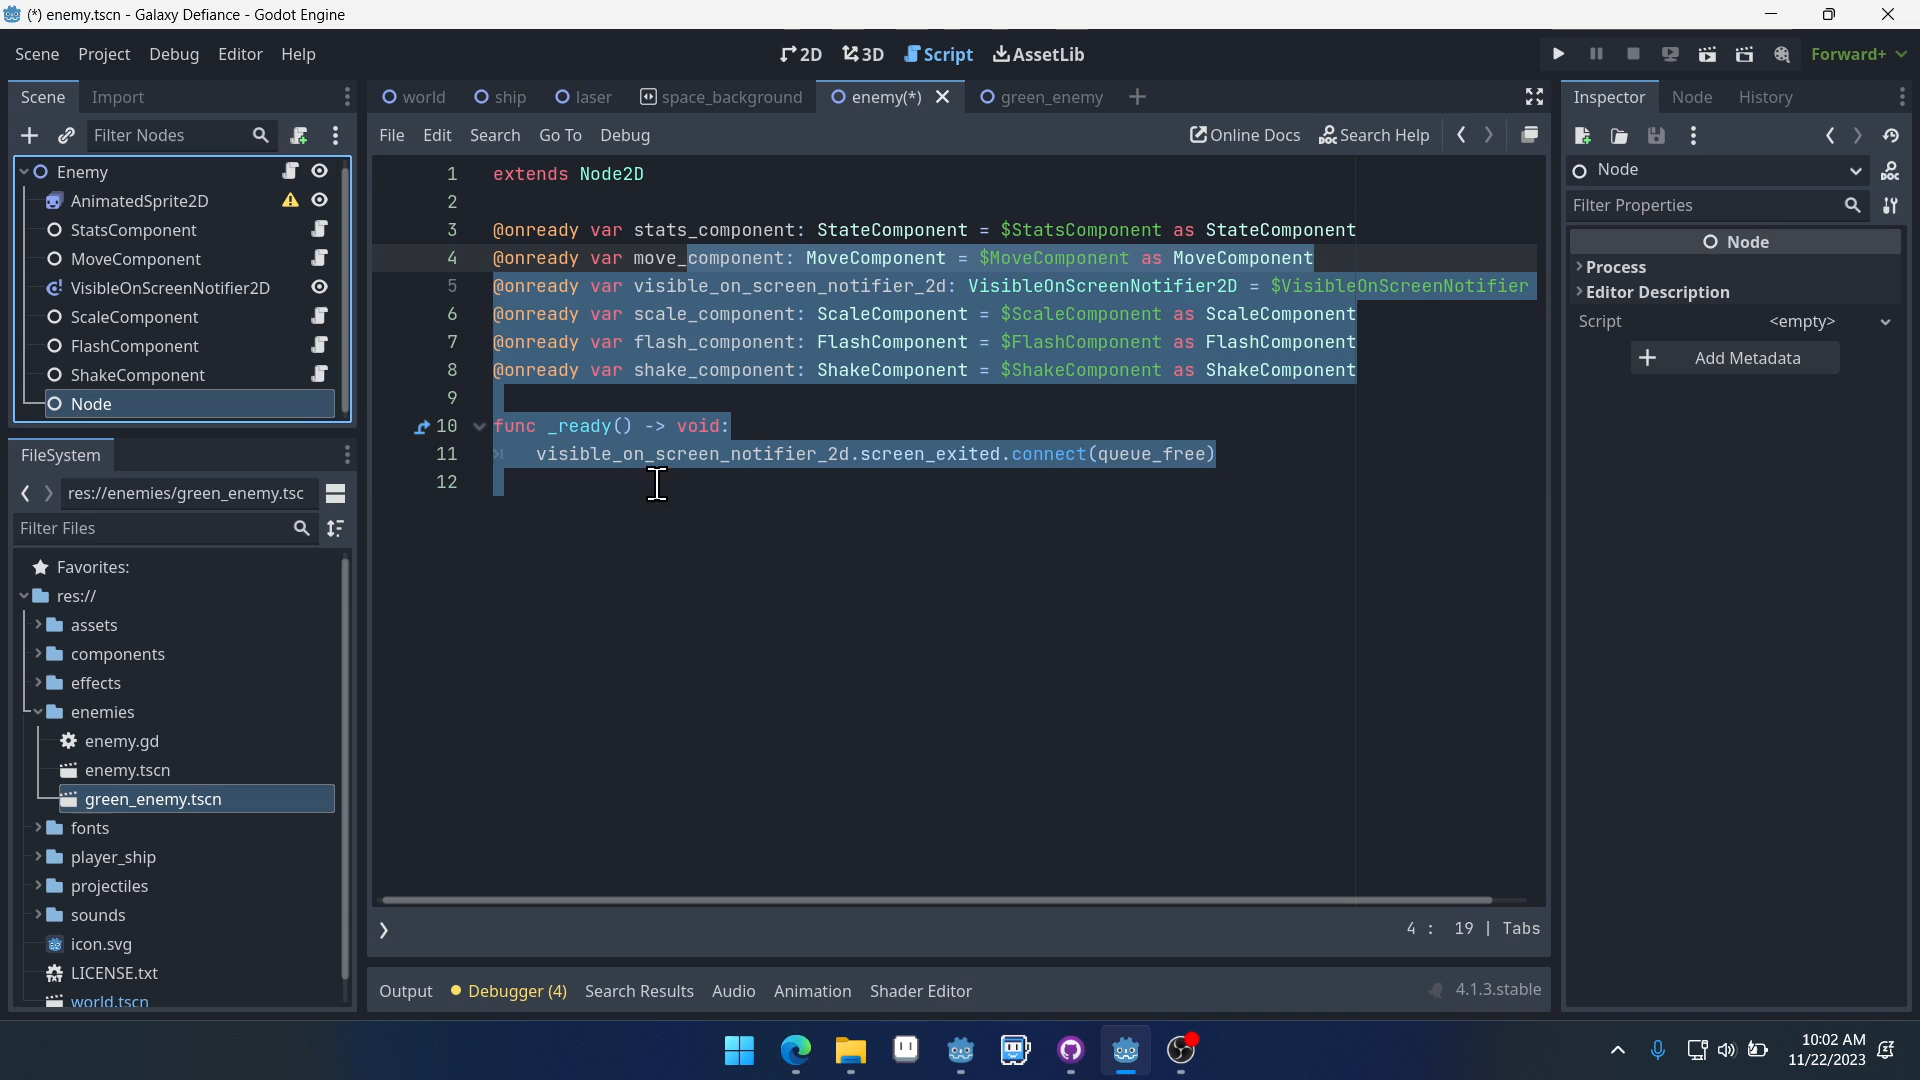 (*) enemy.tscn - Galaxy Defiance - Godot Engine
Scene Project Debug Editor Help
2D 3D Script AssetLib
Forward+
Scene Import
Filter Nodes
Enemy
AnimatedSprite2D
StatsComponent
MoveComponent
VisibleOnScreenNotifier2D
ScaleComponent
FlashComponent
ShakeComponent
Node
FileSystem
res://enemies/green_enemy.tsc
Filter Files
Favorites:
res://
assets
components
effects
enemies
enemy.gd
enemy.tscn
green_enemy.tscn
fonts
player_ship
projectiles
sounds
icon.svg
LICENSE.txt
world.tscn
world ship laser space_background enemy(*) green_enemy
File Edit Search Go To Debug
Online Docs Search Help
1 extends Node2D
2
3 @onready var stats_component: StateComponent = $StatsComponent as StateComponent
4 @onready var move_component: MoveComponent = $MoveComponent as MoveComponent
5 @onready var visible_on_screen_notifier_2d: VisibleOnScreenNotifier2D = $VisibleOnScreenNotifier
6 @onready var scale_component: ScaleComponent = $ScaleComponent as ScaleComponent
7 @onready var flash_component: FlashComponent = $FlashComponent as FlashComponent
8 @onready var shake_component: ShakeComponent = $ShakeComponent as ShakeComponent
9
10 func _ready() -> void:
11 visible_on_screen_notifier_2d.screen_exited.connect(queue_free)
12
4 : 19 | Tabs
Output Debugger (4) Search Results Audio Animation Shader Editor
4.1.3.stable
Inspector Node History
Node
Filter Properties
Node
Process
Editor Description
Script <empty>
Add Metadata
10:02 AM
11/22/2023